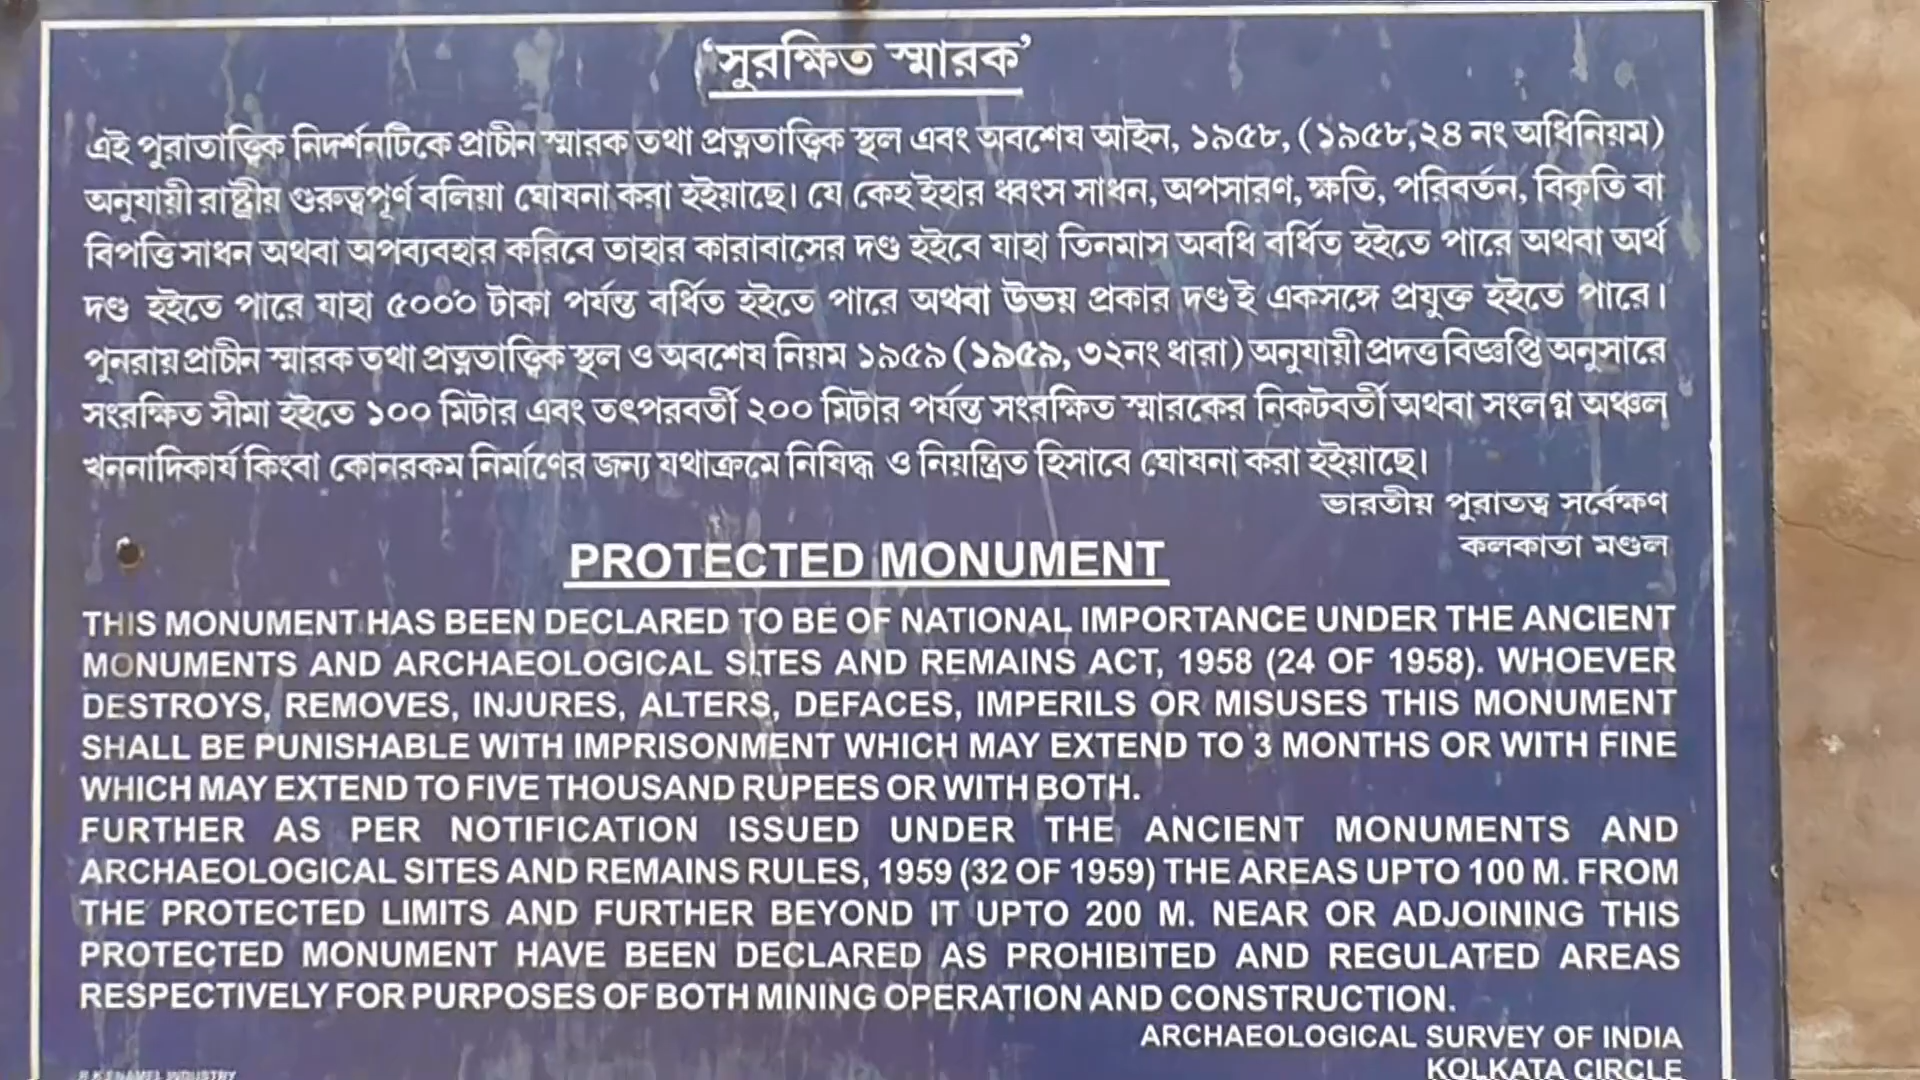 ‘সুরক্ষিত স্মারক’
এই পুরাতাত্ত্বিক নিদর্শনটিকে প্রাচীন স্মারক তথা প্রত্নতাত্ত্বিক স্থল এবং অবশেষ আইন, ১৯৫৮, (১৯৫৮,২৪ নং অধিনিয়ম)
অনুযায়ী রাষ্ট্রীয় গুরুত্বপূর্ণ বলিয়া ঘোষনা করা হইয়াছে। যে কেহ ইহার ধ্বংস সাধন, অপসারণ, ক্ষতি, পরিবর্তন, বিকৃতি বা
বিপত্তি সাধন অথবা অপব্যবহার করিবে তাহার কারাবাসের দণ্ড হইবে যাহা তিনমাস অবধি বর্ধিত হইতে পারে অথবা অর্থ
দণ্ড হইতে পারে যাহা ৫০০০ টাকা পর্যন্ত বর্ধিত হইতে পারে অথবা উভয় প্রকার দণ্ডই একসঙ্গে প্রযুক্ত হইতে পারে।
পুনরায় প্রাচীন স্মারক তথা প্রত্নতাত্ত্বিক স্থল ও অবশেষ নিয়ম ১৯৫৯ (১৯৫৯, ৩২নং ধারা) অনুযায়ী প্রদত্ত বিজ্ঞপ্তি অনুসারে
সংরক্ষিত সীমা হইতে ১০০ মিটার এবং তৎপরবর্তী ২০০ মিটার পর্যন্ত সংরক্ষিত স্মারকের নিকটবর্তী অথবা সংলগ্ন অঞ্চল
খননাদিকার্য কিংবা কোনরকম নির্মাণের জন্য যথাক্রমে নিষিদ্ধ ও নিয়ন্ত্রিত হিসাবে ঘোষনা করা হইয়াছে।
ভারতীয় পুরাতত্ব সর্বেক্ষণ
কলকাতা মণ্ডল
PROTECTED MONUMENT
THIS MONUMENT HAS BEEN DECLARED TO BE OF NATIONAL IMPORTANCE UNDER THE ANCIENT
MONUMENTS AND ARCHAEOLOGICAL SITES AND REMAINS ACT, 1958 (24 OF 1958). WHOEVER
DESTROYS, REMOVES, INJURES, ALTERS, DEFACES, IMPERILS OR MISUSES THIS MONUMENT
SHALL BE PUNISHABLE WITH IMPRISONMENT WHICH MAY EXTEND TO 3 MONTHS OR WITH FINE
WHICH MAY EXTEND TO FIVE THOUSAND RUPEES OR WITH BOTH.
FURTHER AS PER NOTIFICATION ISSUED UNDER THE ANCIENT MONUMENTS AND
ARCHAEOLOGICAL SITES AND REMAINS RULES, 1959 (32 OF 1959) THE AREAS UPTO 100 M. FROM
THE PROTECTED LIMITS AND FURTHER BEYOND IT UPTO 200 M. NEAR OR ADJOINING THIS
PROTECTED MONUMENT HAVE BEEN DECLARED AS PROHIBITED AND REGULATED AREAS
RESPECTIVELY FOR PURPOSES OF BOTH MINING OPERATION AND CONSTRUCTION.
ARCHAEOLOGICAL SURVEY OF INDIA
KOLKATA CIRCLE
ENAMEL INDUSTRY